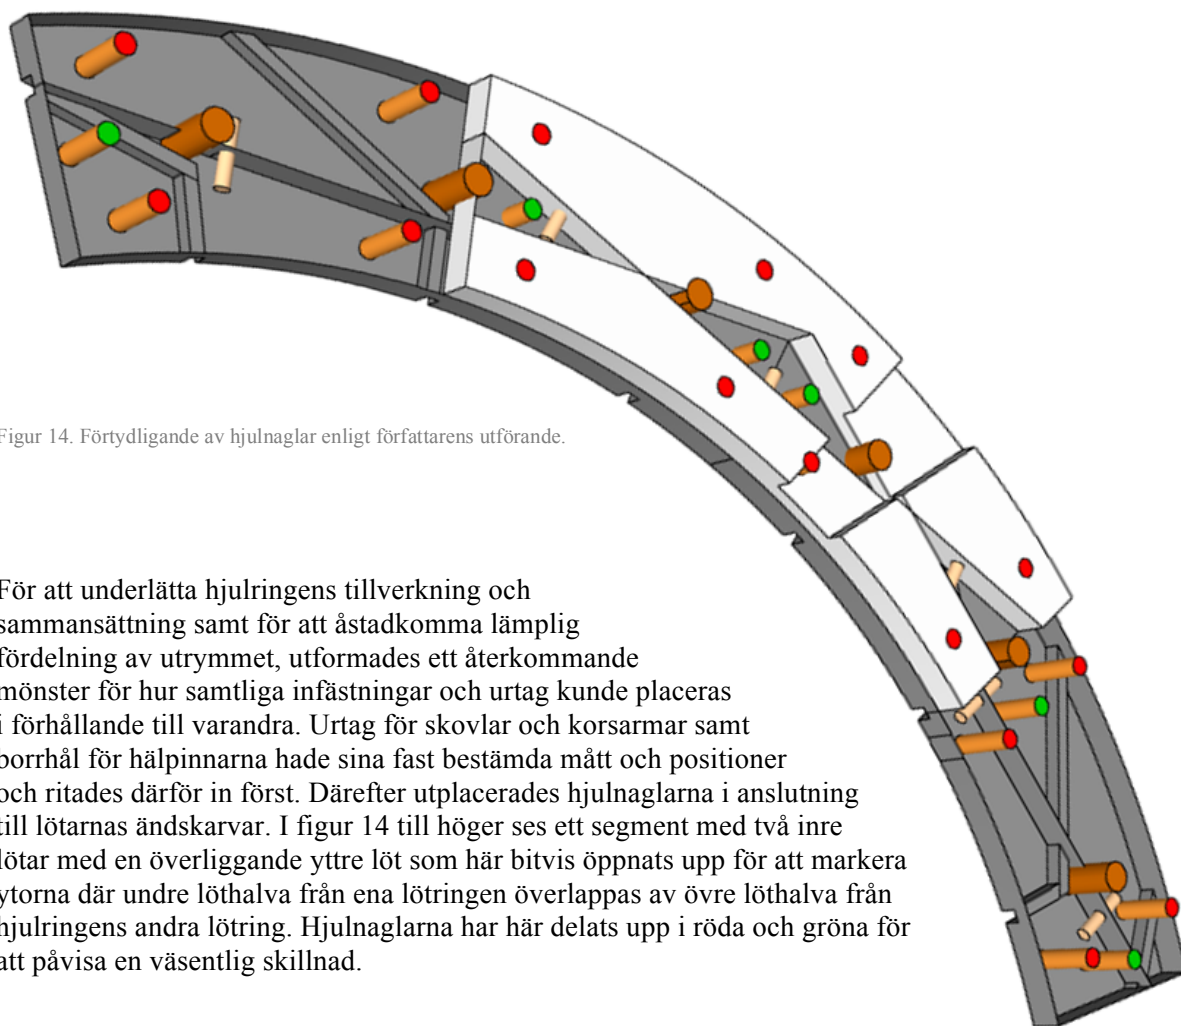 Figur 14. Förtydligande av hjulnaglar enligt författarens utförande.
För att underlätta hjulringens tillverkning och
sammansättning samt för att åstadkomma lämplig
fördelning av utrymmet, utformades ett återkommande
mönster för hur samtliga infästningar och urtag kunde placeras
i förhållande till varandra. Urtag för skovlar och korsarmar samt
borrhål för hälpinnarna hade sina fast bestämda mått och positioner
och ritades därför in först. Därefter utplacerades hjulnaglarna i anslutning
till lötarnas ändskarvar. I figur 14 till höger ses ett segment med två inre
lötar med en överliggande yttre löt som här bitvis öppnats upp för att markera
ytorna där undre löthalva från ena lötringen överlappas av övre löthalva från
hjulringens andra lötring. Hjulnaglarna har här delats upp i röda och gröna för
att påvisa en väsentlig skillnad.